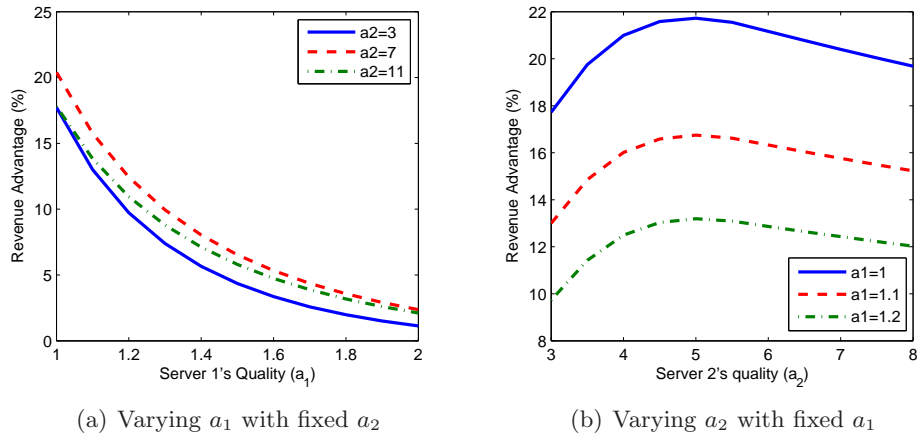 25
20
15
10
5
0
Revenue Advantage (%)
a2=3
a2=7
a2=11
1
1.2
1.4
1.6
1.8
2
Server 1's Quality (a1)
(a) Varying a1 with fixed a2
22
20
18
16
14
12
10
8
Revenue Advantage (%)
a1=1
a1=1.1
a1=1.2
3
4
5
6
7
8
Server 2's quality (a2)
(b) Varying a2 with fixed a1